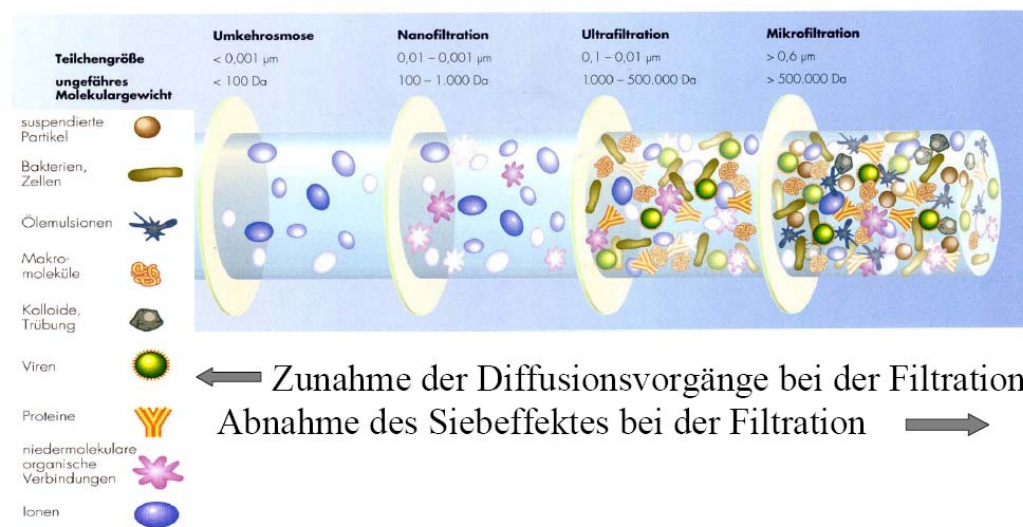 Umkehrosmose Nanofiltration Ultrafiltration Mikrofiltration
Teilchengröße < 0,001 µm 0,01 – 0,001 µm 0,1 – 0,01 µm > 0,6 µm
ungefähres
Molekulargewicht < 100 Da 100 – 1.000 Da 1000 – 500.000 Da > 500.000 Da
suspendierte
Partikel
Bakterien,
Zellen
Ölemulsionen
Makro-
moleküle
Kolloide,
Trübung
Viren
Proteine
niedermolekulare
organische
Verbindungen
Ionen
Zunahme der Diffusionsvorgänge bei der Filtration
Abnahme des Siebeffektes bei der Filtration